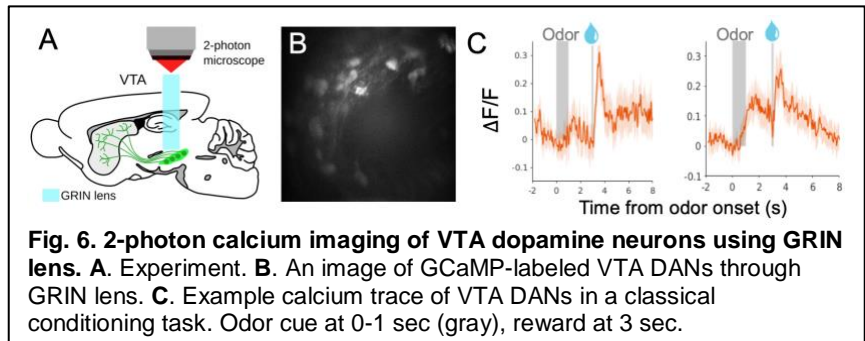 A
2-photon
microscope
VTA
GRIN lens
B
C
Odor
Odor
ΔF/F
0.3
0.2
0.1
0
-0.1
-2 0 2 4 6 8
0.3
0.2
0.1
0
-0.1
-2 0 2 4 6 8
Time from odor onset (s)
Fig. 6. 2-photon calcium imaging of VTA dopamine neurons using GRIN
lens. A. Experiment. B. An image of GCaMP-labeled VTA DANs through
GRIN lens. C. Example calcium trace of VTA DANs in a classical
conditioning task. Odor cue at 0-1 sec (gray), reward at 3 sec.